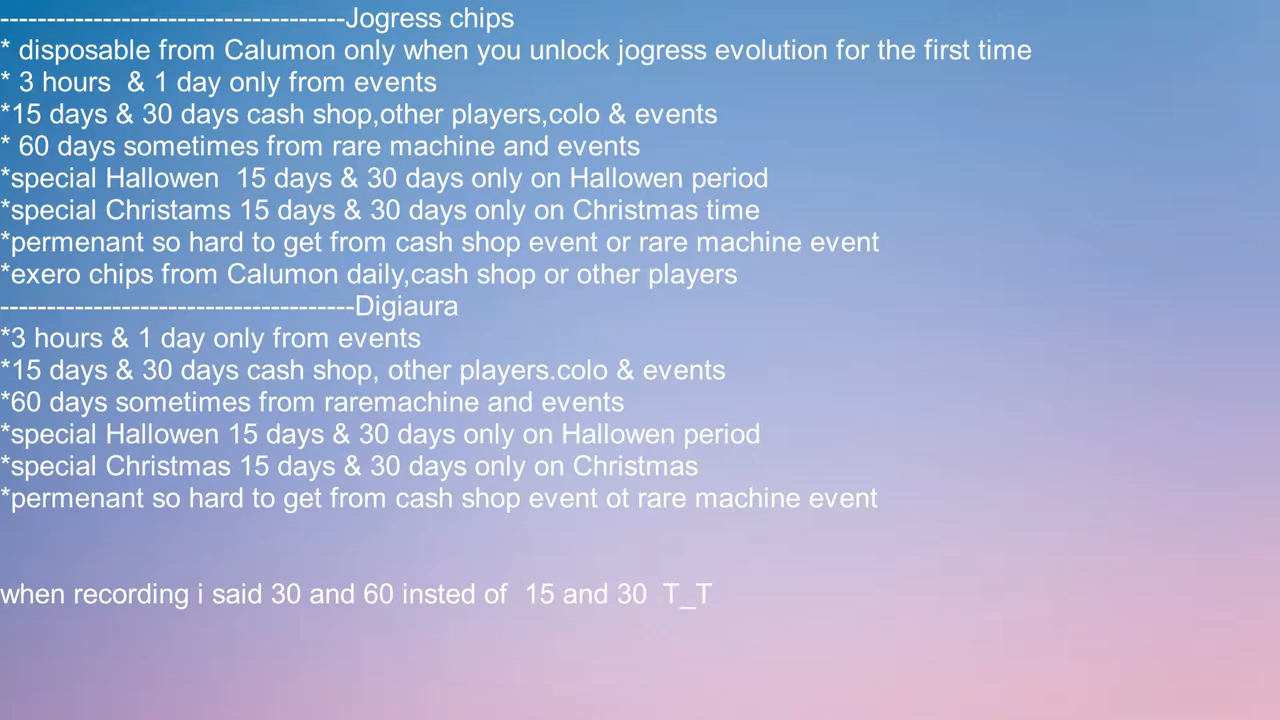 -------------------------------------Jogress chips
* disposable from Calumon only when you unlock jogress evolution for the first time
* 3 hours  & 1 day only from events
*15 days & 30 days cash shop,other players,colo & events
* 60 days sometimes from rare machine and events
*special Hallowen  15 days & 30 days only on Hallowen period
*special Christams 15 days & 30 days only on Christmas time
*permenant so hard to get from cash shop event or rare machine event
*exero chips from Calumon daily,cash shop or other players
--------------------------------------Digiaura
*3 hours & 1 day only from events
*15 days & 30 days cash shop, other players.colo & events
*60 days sometimes from raremachine and events
*special Hallowen 15 days & 30 days only on Hallowen period
*special Christmas 15 days & 30 days only on Christmas
*permenant so hard to get from cash shop event ot rare machine event
when recording i said 30 and 60 insted of  15 and 30  T_T